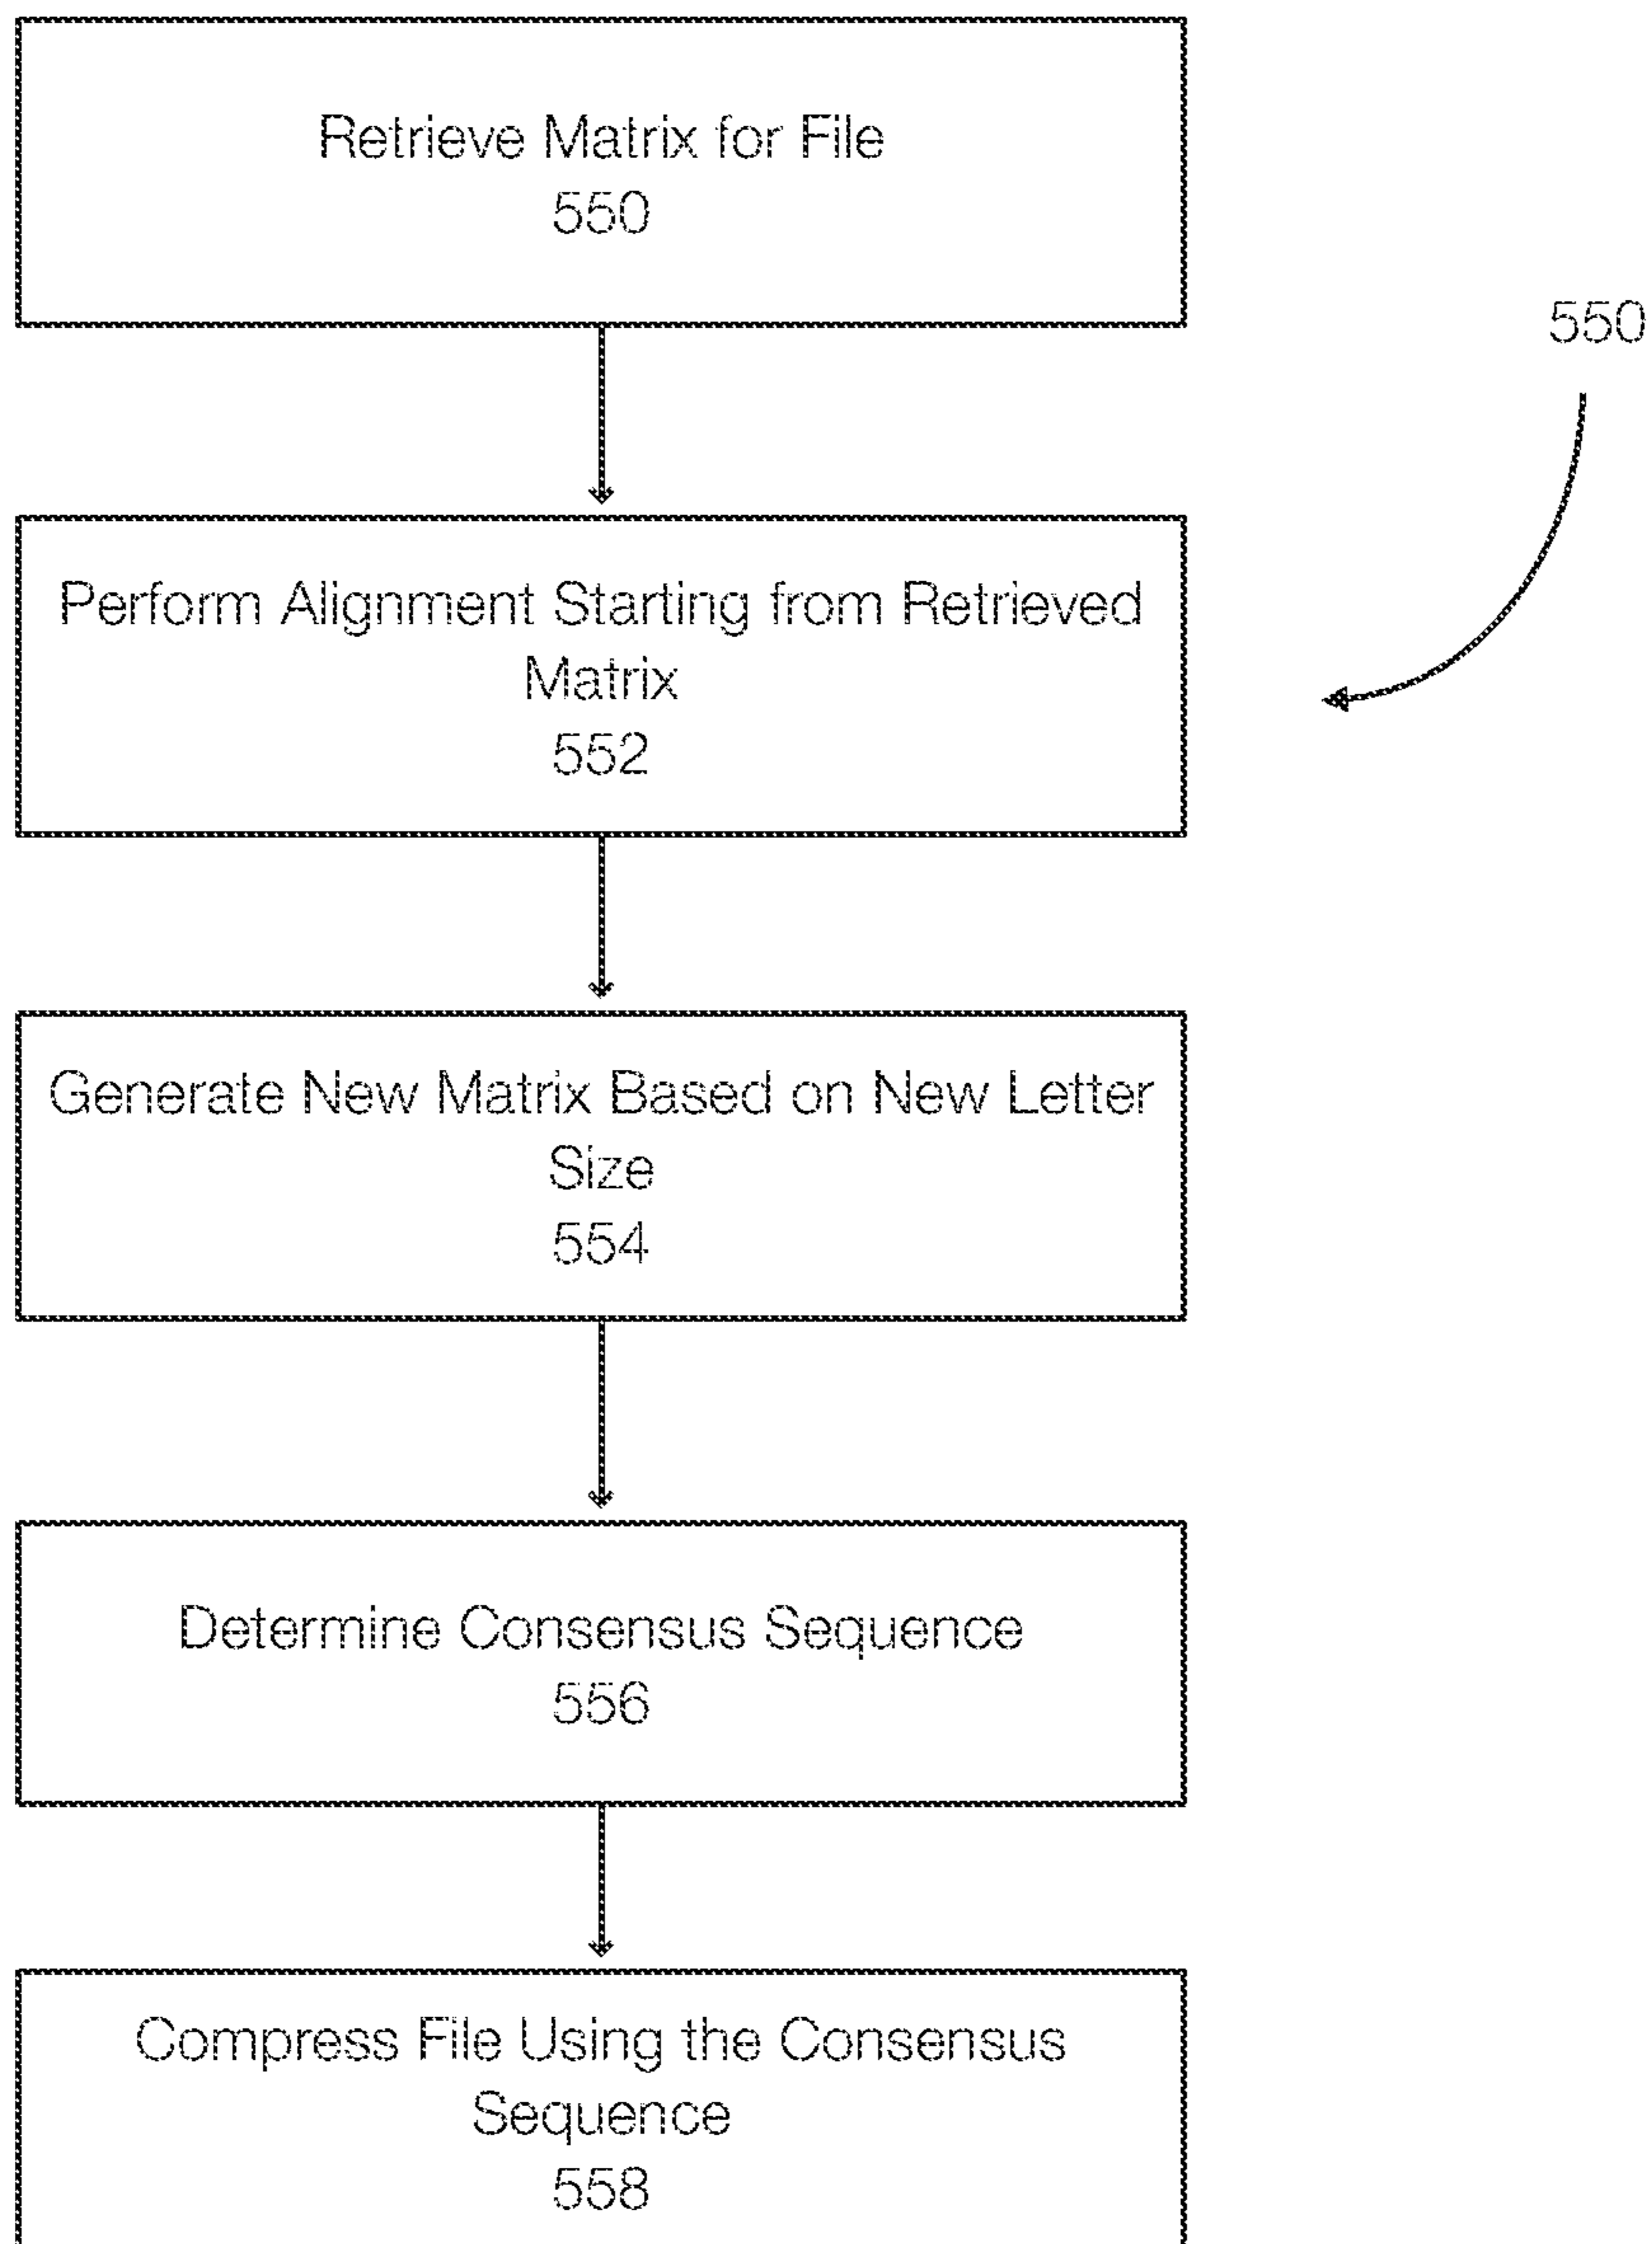 Retrieve Matrix for File
550
550
Perform Alignment Starting from Retrieved
Matrix
552
Generate New Matrix Based on New Letter
Size
554
Determine Consensus Sequence
556
Compress File Using the Consensus
Sequence
558